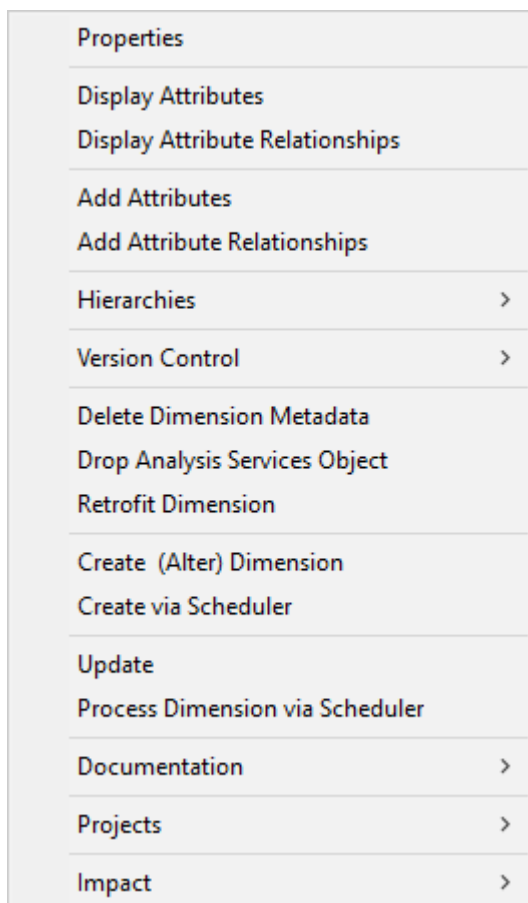 Properties
Display Attributes
Display Attribute Relationships
Add Attributes
Add Attribute Relationships
Hierarchies
Version Control
Delete Dimension Metadata
Drop Analysis Services Object
Retrofit Dimension
Create  (Alter) Dimension
Create via Scheduler
Update
Process Dimension via Scheduler
Documentation
Projects
Impact